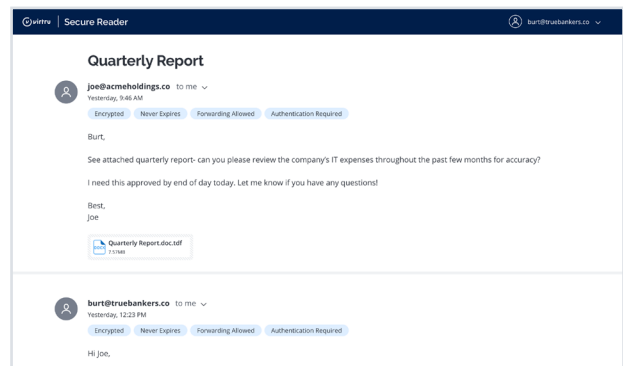 virtru | Secure Reader
burt@truebankers.co
Quarterly Report
joe@acmeholdings.co to me
Yesterday, 9:46 AM
Encrypted Never Expires Forwarding Allowed Authentication Required
Burt,
See attached quarterly report- can you please review the company's IT expenses throughout the past few months for accuracy?
I need this approved by end of day today. Let me know if you have any questions!
Best,
Joe
DOCX
Quarterly Report.doc.tdf
7.57MB
burt@truebankers.co to me
Yesterday, 12:23 PM
Encrypted Never Expires Forwarding Allowed Authentication Required
Hi Joe,